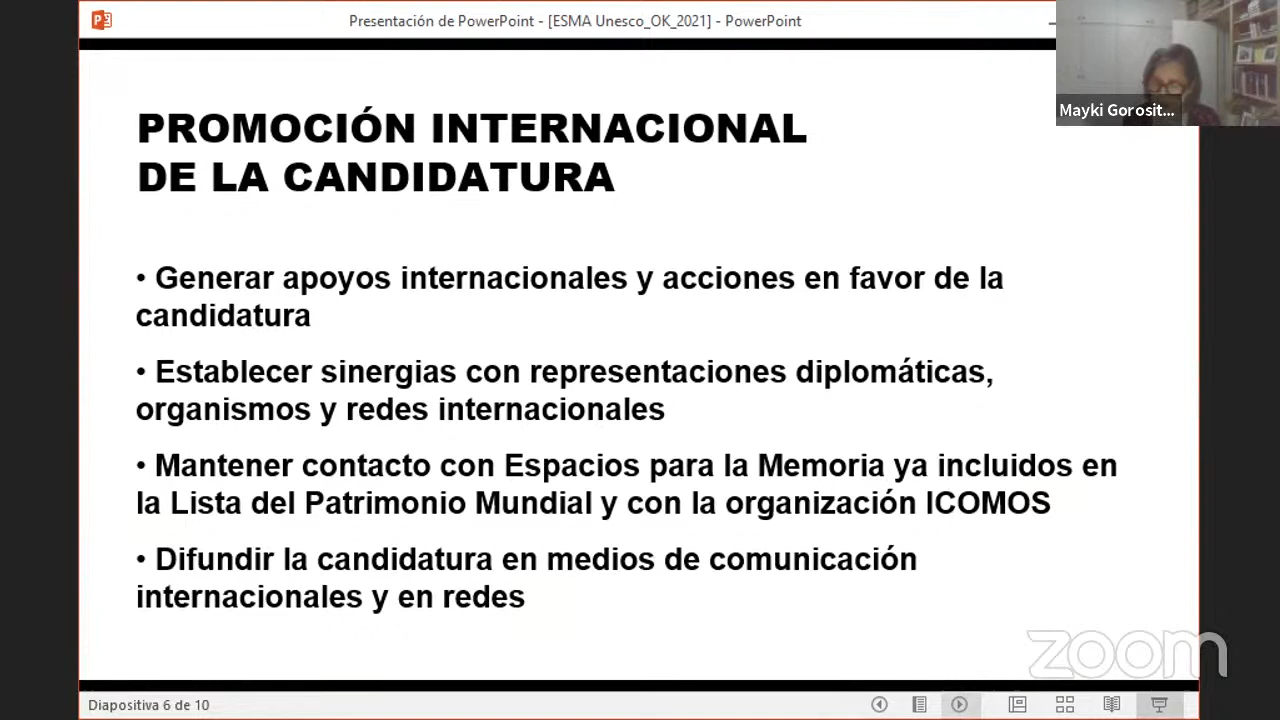 Presentación de PowerPoint - [ESMA Unesco_OK_2021] - PowerPoint
Mayki Gorosit...
PROMOCIÓN INTERNACIONAL
DE LA CANDIDATURA
• Generar apoyos internacionales y acciones en favor de la
candidatura
• Establecer sinergias con representaciones diplomáticas,
organismos y redes internacionales
• Mantener contacto con Espacios para la Memoria ya incluidos en
la Lista del Patrimonio Mundial y con la organización ICOMOS
• Difundir la candidatura en medios de comunicación
internacionales y en redes
zoom
Diapositiva 6 de 10